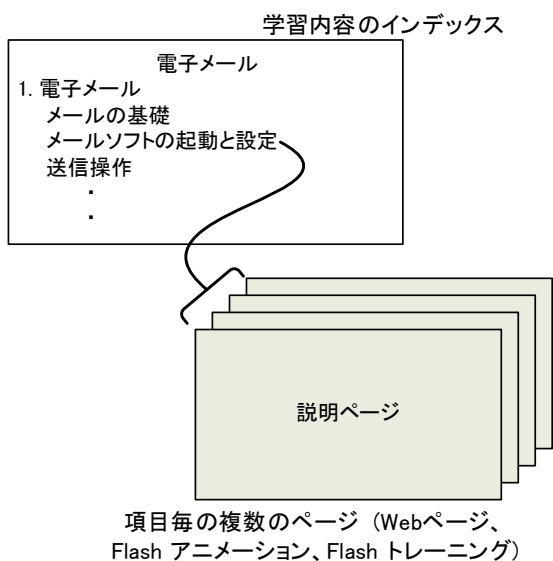 学習内容のインデックス
電子メール
1. 電子メール
メールの基礎
メールソフトの起動と設定
送信操作
・
・
説明ページ
項目毎の複数のページ (Webページ、
Flash アニメーション、Flash トレーニング)